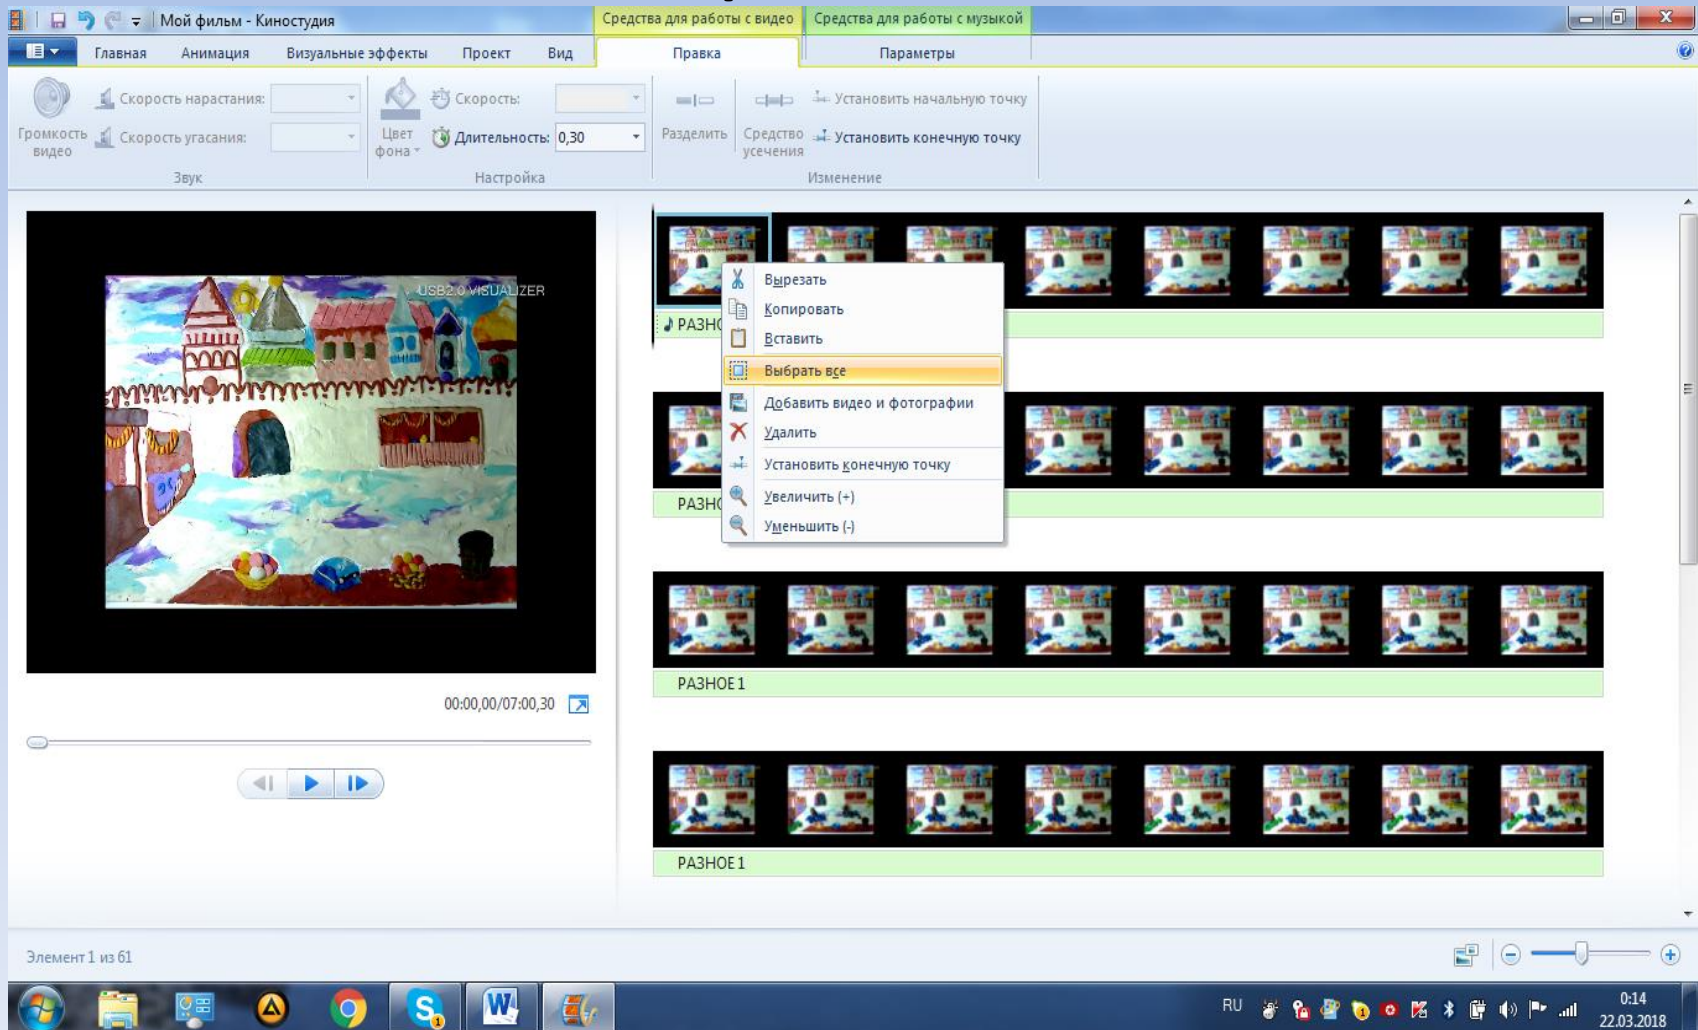 Мой фильм - Киностудия
Средства для работы с видео
Средства для работы с музыкой
Главная
Анимация
Визуальные эффекты
Проект
Вид
Правка
Параметры
Громкость видео
Скорость нарастания:
Скорость угасания:
Звук
Цвет фона
Скорость:
Длительность: 0,30
Настройка
Разделить
Средство усечения
Установить начальную точку
Установить конечную точку
Изменение
USB2.0 VISUALIZER
00:00,00/07:00,30
РАЗНО
Вырезать
Копировать
Вставить
Выбрать все
Добавить видео и фотографии
Удалить
Установить конечную точку
Увеличить (+)
Уменьшить (-)
РАЗНО
РАЗНОЕ1
РАЗНОЕ1
Элемент 1 из 61
RU
0:14
22.03.2018